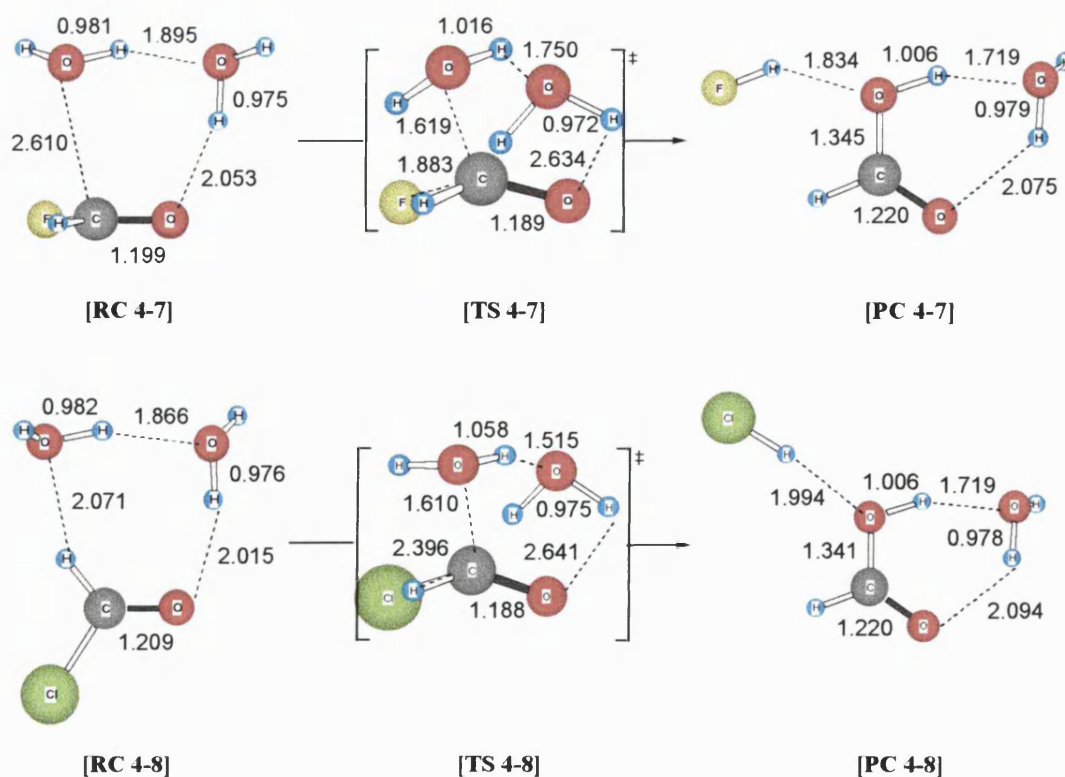 0.981 1.895
H O H O H
0.975
H
2.610
2.053
F H C O
1.199
[RC 4-7]
1.016
1.750 ‡
O H
H O
0.972 H
1.619 H
1.883 2.634
F H C O
1.189
[TS 4-7]
1.834 1.006 1.719
F H O H O H
0.979
H
1.345
C
H 2.075
1.220 O
[PC 4-7]
0.982 1.866
H O H O H
0.976
H
2.071
2.015
H
C O
1.209
Cl
[RC 4-8]
1.058 1.515 ‡
H O H O
1.610 H 0.975 H
2.396 2.641
Cl H C O
1.188
[TS 4-8]
Cl
H
1.006 1.719
1.994 O H O H
0.978
1.341 H
C
H 2.094
1.220 O
[PC 4-8]